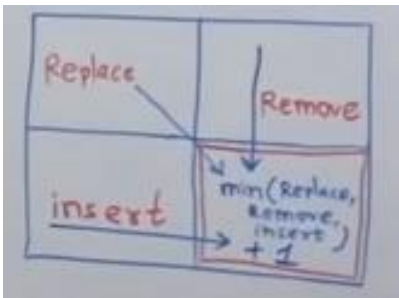 Replace
Remove
insert
min(Replace,
Remove,
insert)
+ 1